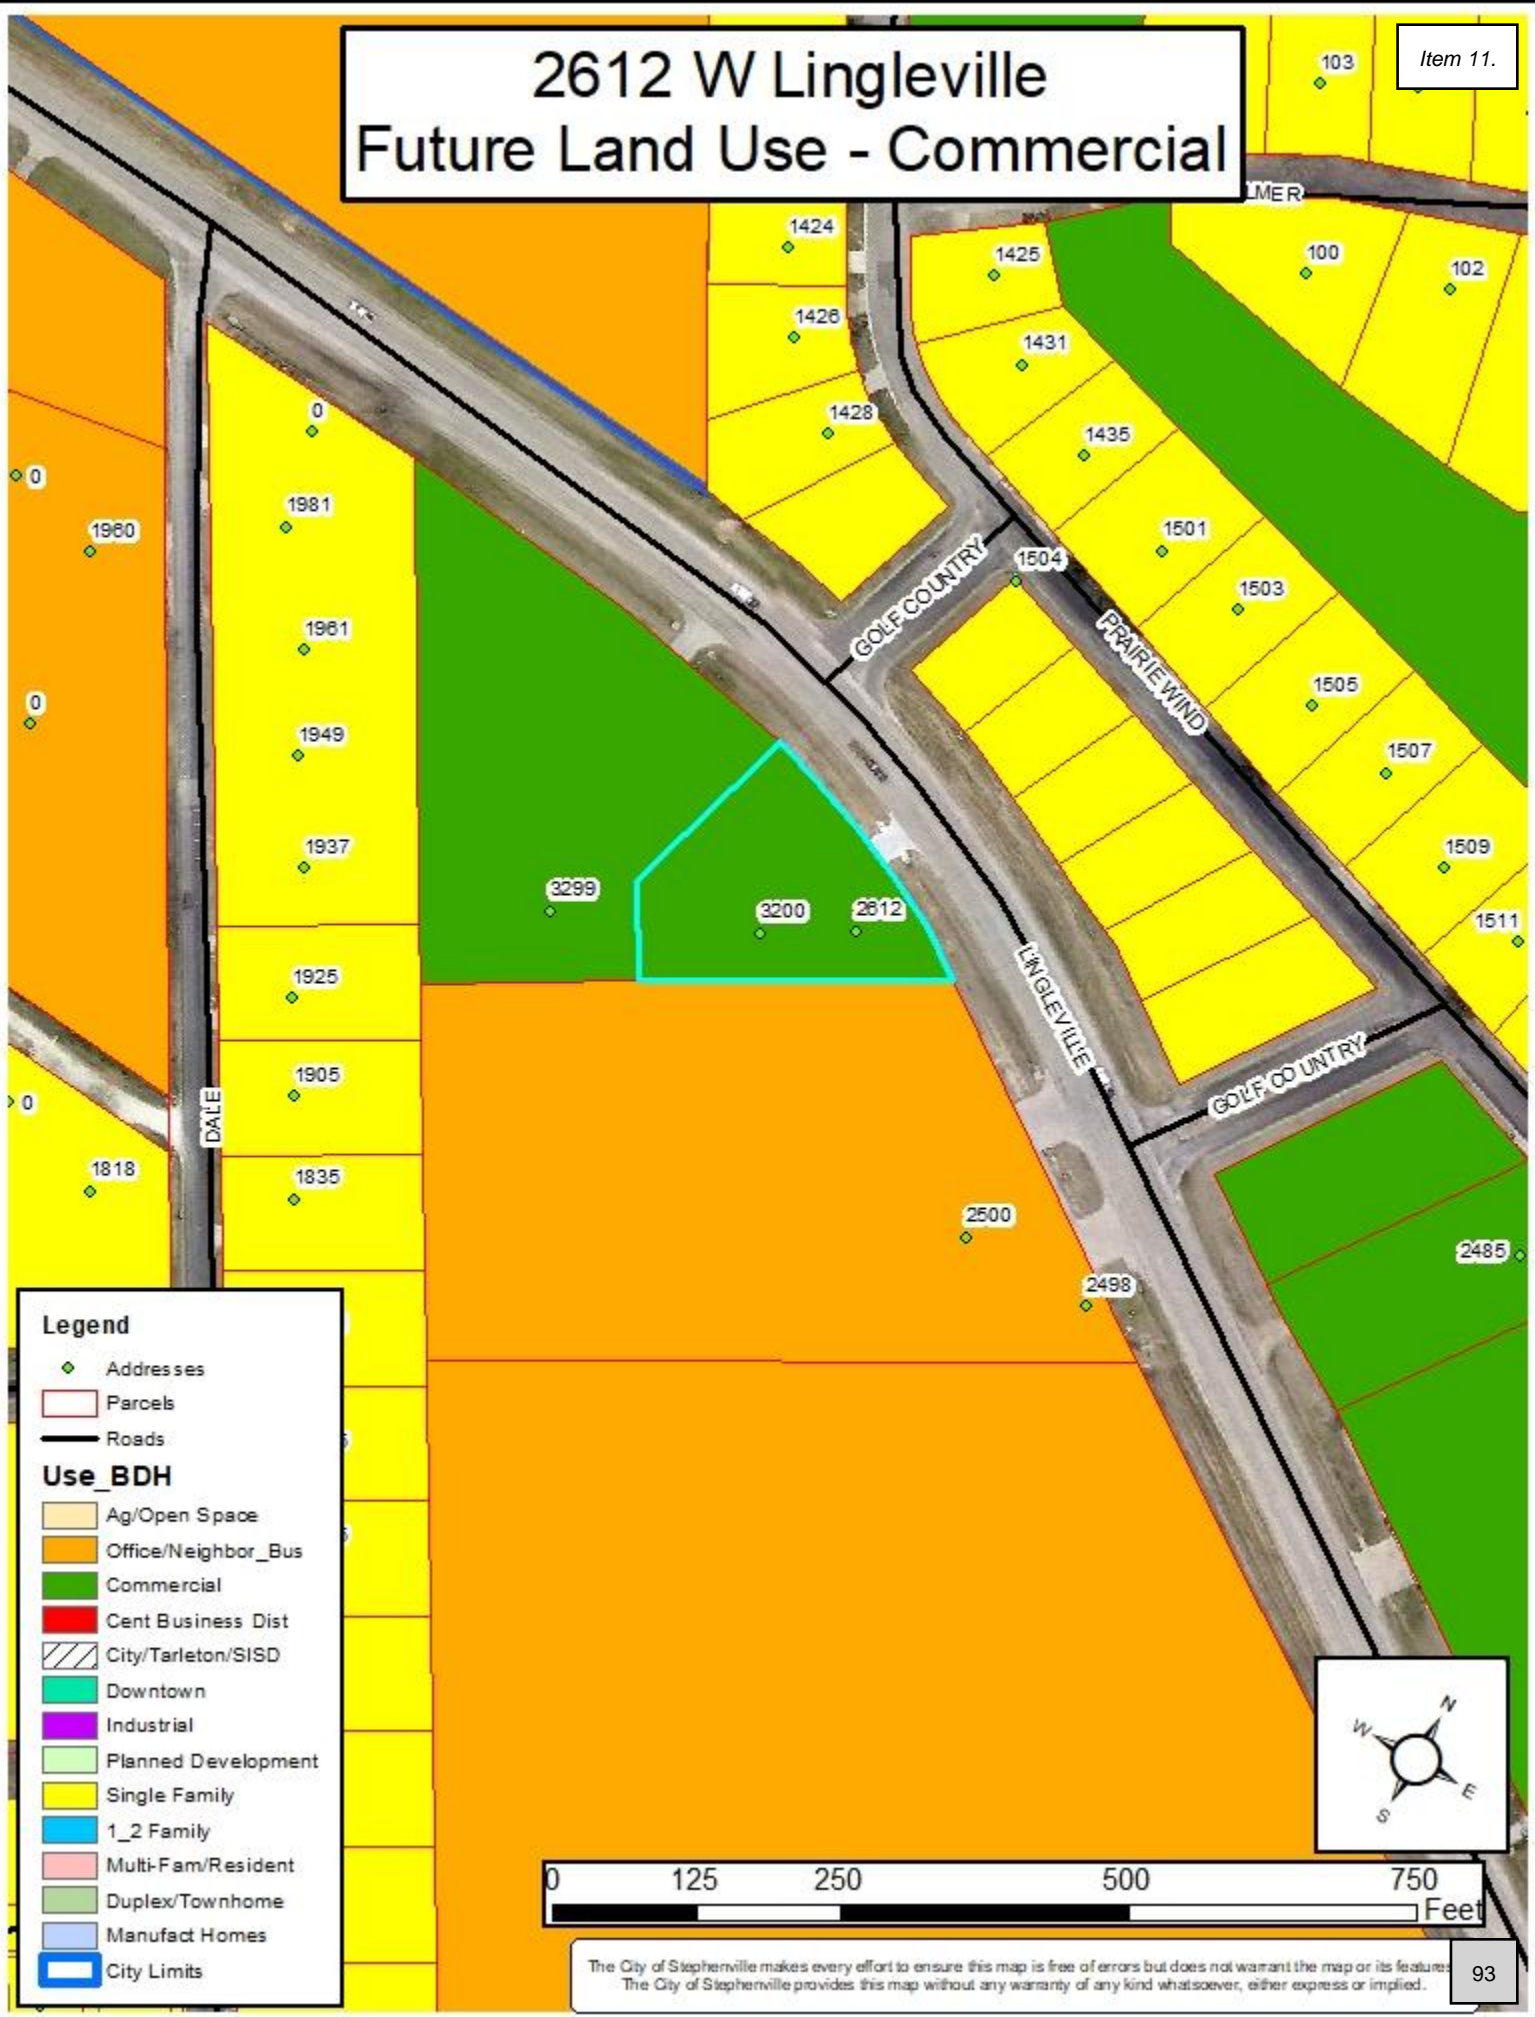 2612 W Lingleville
Future Land Use - Commercial
Item 11.
103
LMER
1424
1425
100
102
1426
1431
1428
0
1435
0
1981
1960
1501
GOLF COUNTRY
1504
1503
1961
PRAIRIE WIND
1505
0
1949
1507
1937
1509
3299
3200
2612
1511
1925
LINGLEVILLE
1905
GOLF COUNTRY
0
DALE
1818
1835
2500
2485
2498
Legend
Addresses
Parcels
Roads
Use_BDH
Ag/Open Space
Office/Neighbor_Bus
Commercial
Cent Business Dist
City/Tarleton/SISD
Downtown
Industrial
Planned Development
Single Family
1_2 Family
Multi-Fam/Resident
Duplex/Townhome
Manufact Homes
City Limits
N
W
E
S
0 125 250 500 750
Feet
The City of Stephenville makes every effort to ensure this map is free of errors but does not warrant the map or its features
The City of Stephenville provides this map without any warranty of any kind whatsoever, either express or implied.
93